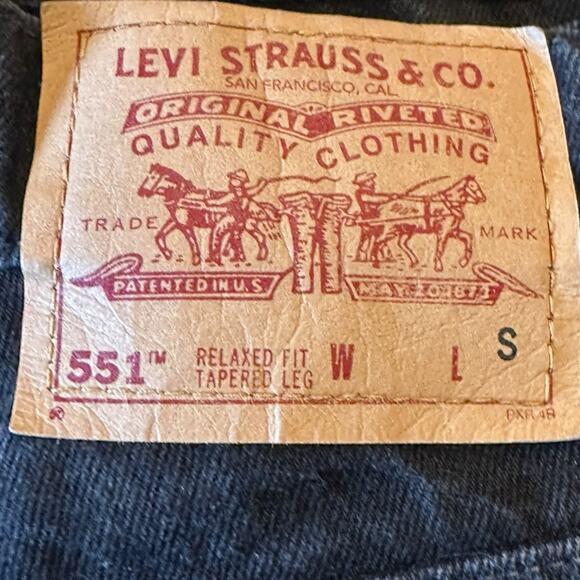 LEVI STRAUSS & CO.
SAN FRANCISCO, CAL.
ORIGINAL RIVETED
QUALITY CLOTHING
TRADE MARK
PATENTED IN U.S. MAY 20 1873
551™ RELAXED FIT W L S
TAPERED LEG
®